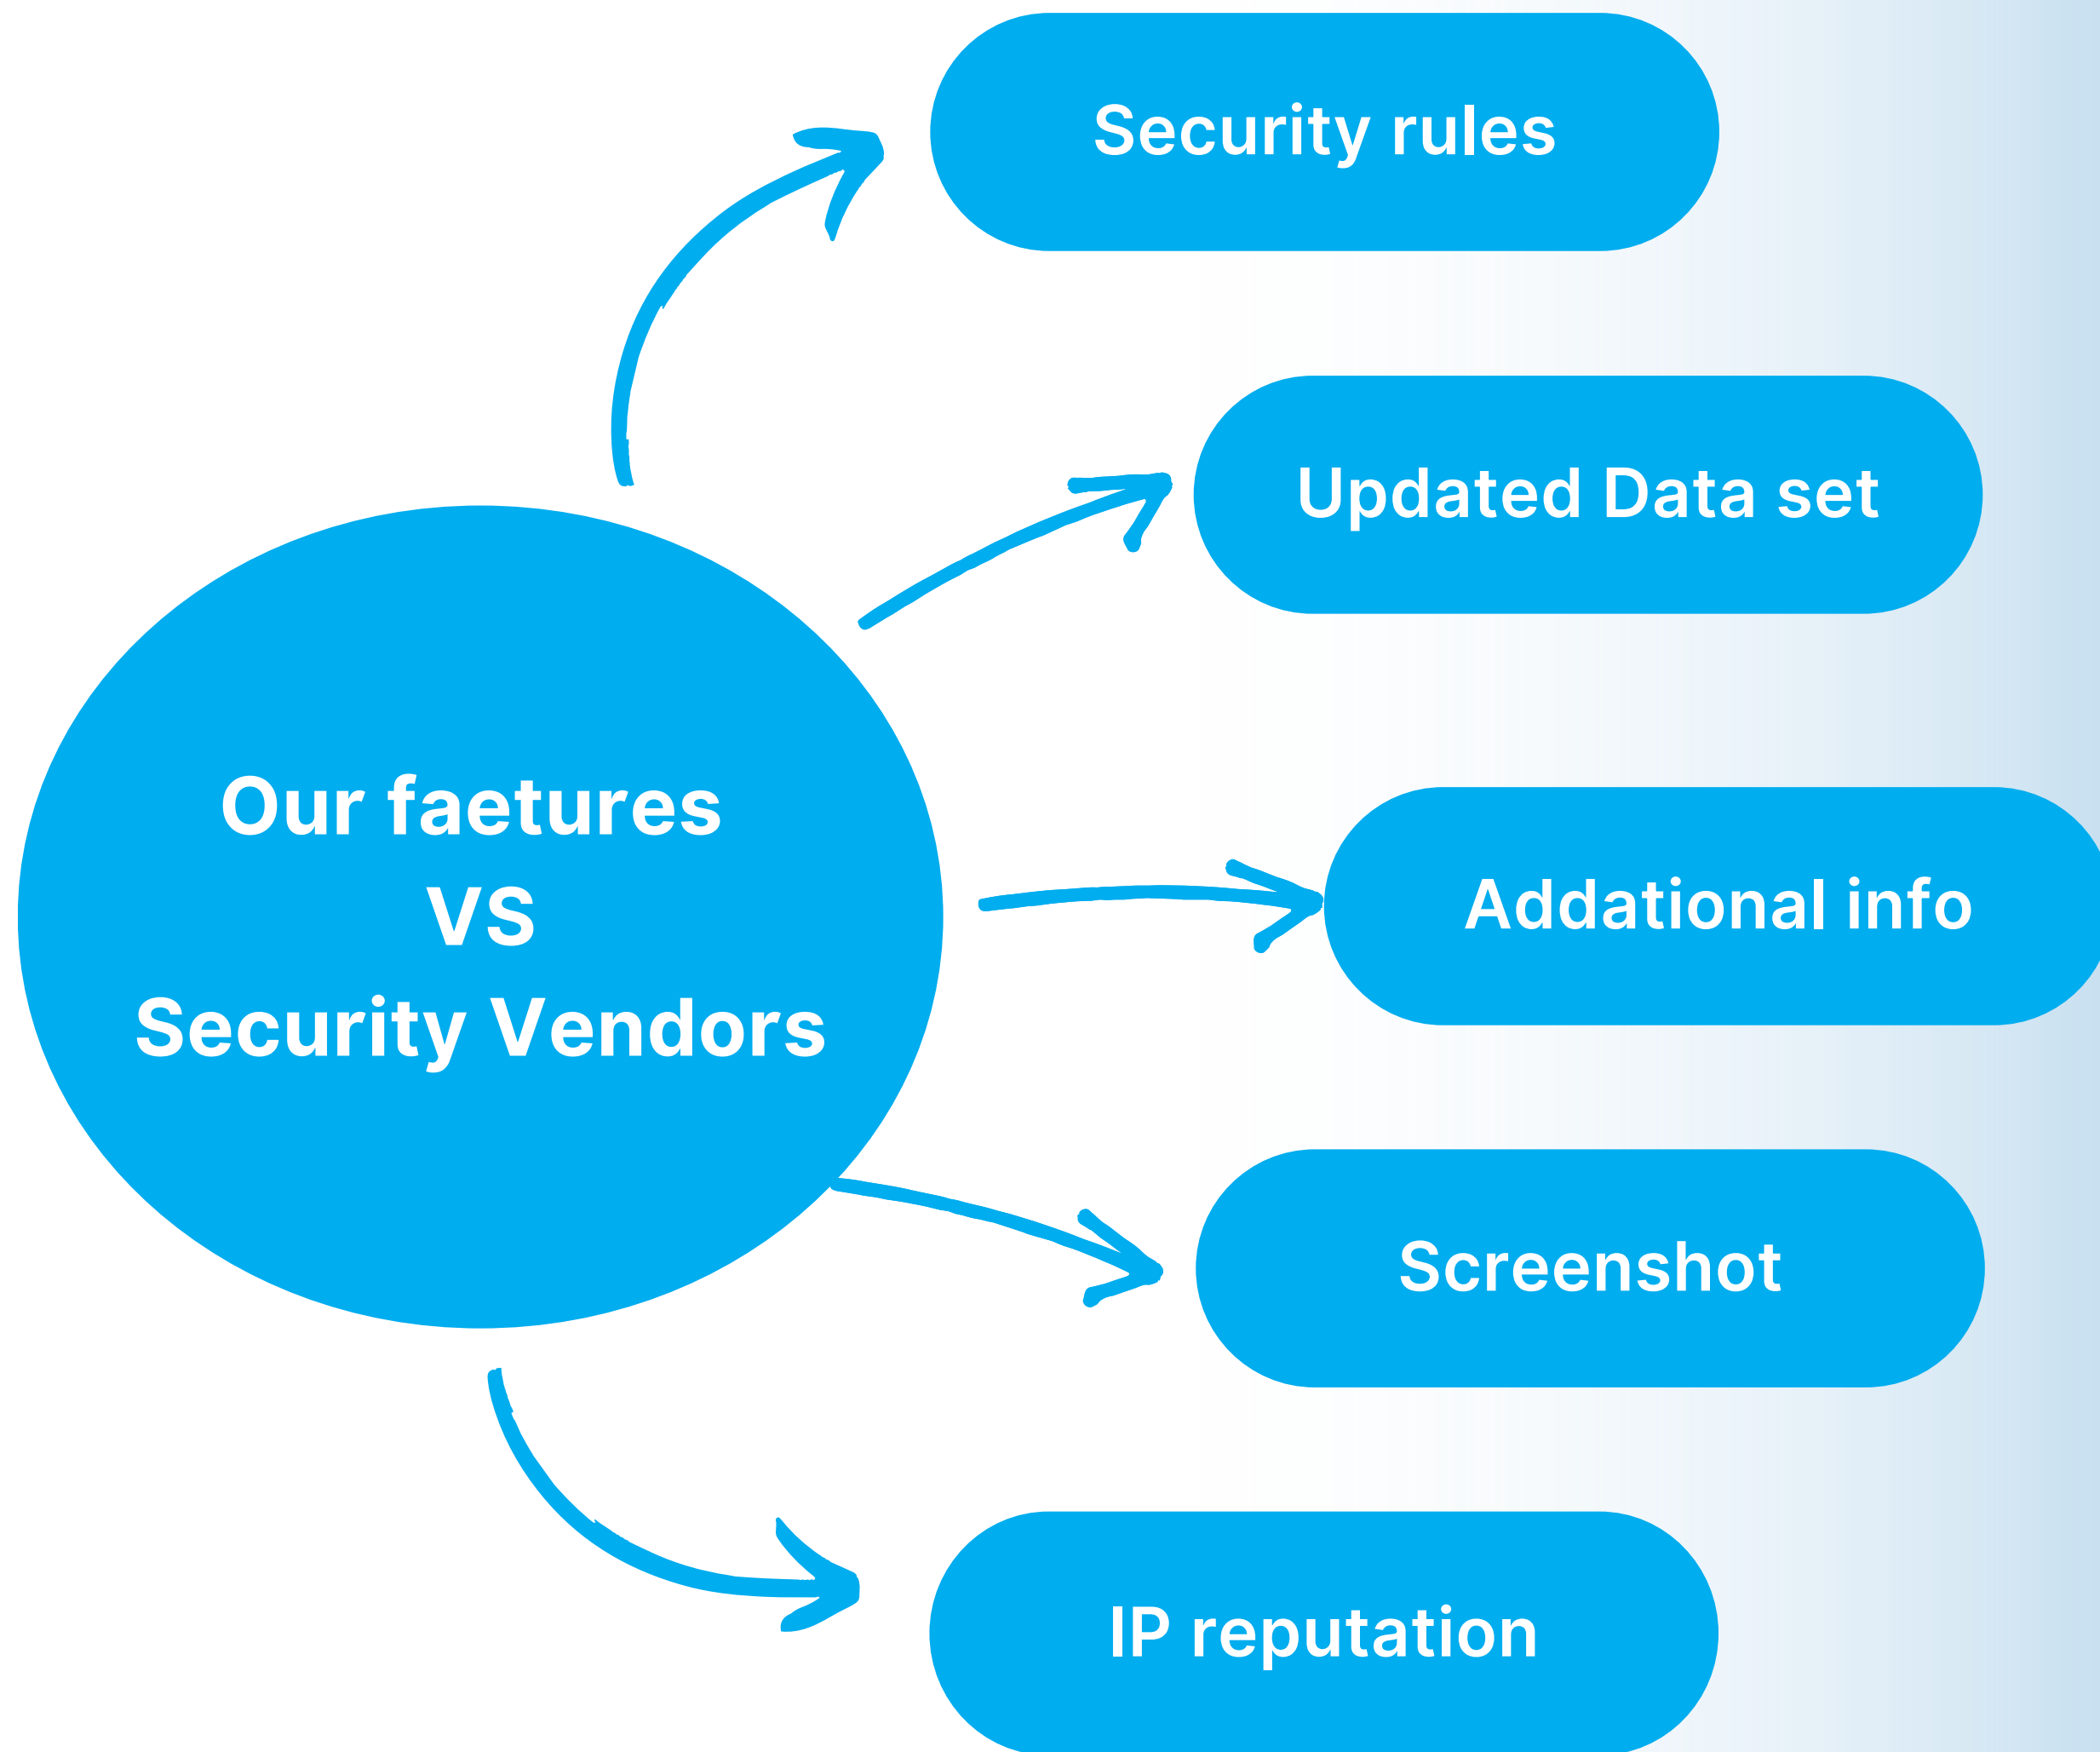 Our faetures
VS
Security Vendors
Security rules
Updated Data set
Addational info
Screenshot
IP reputation